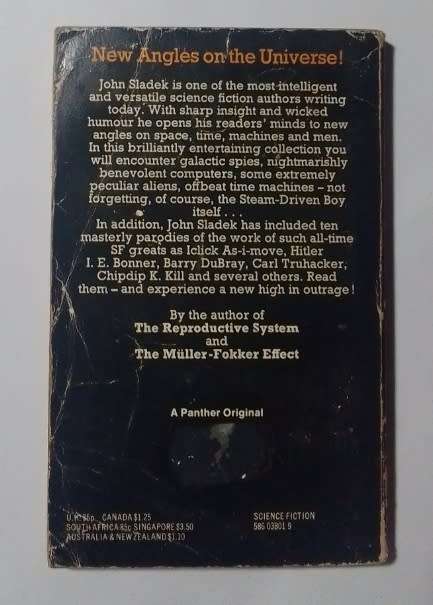 New Angles on the Universe!
John Sladek is one of the most intelligent
and versatile science fiction authors writing
today. With sharp insight and wicked
humour he opens his readers' minds to new
angles on space, time, machines and men.
In this brilliantly entertaining collection you
will encounter galactic spies, nightmarishly
benevolent computers, some extremely
peculiar aliens, offbeat time machines – not
forgetting, of course, the Steam-Driven Boy
itself . . .
In addition, John Sladek has included ten
masterly parodies of the work of such all-time
SF greats as Iclick As-i-move, Hitler
I. E. Bonner, Barry DuBray, Carl Truhacker,
Chipdip K. Kill and several others. Read
them – and experience a new high in outrage!
By the author of
The Reproductive System
and
The Müller-Fokker Effect
A Panther Original
U.K. CANADA $1.25
SOUTH AFRICA 85c SINGAPORE $3.50
AUSTRALIA & NEW ZEALAND $1.10
SCIENCE FICTION
586 03801 9